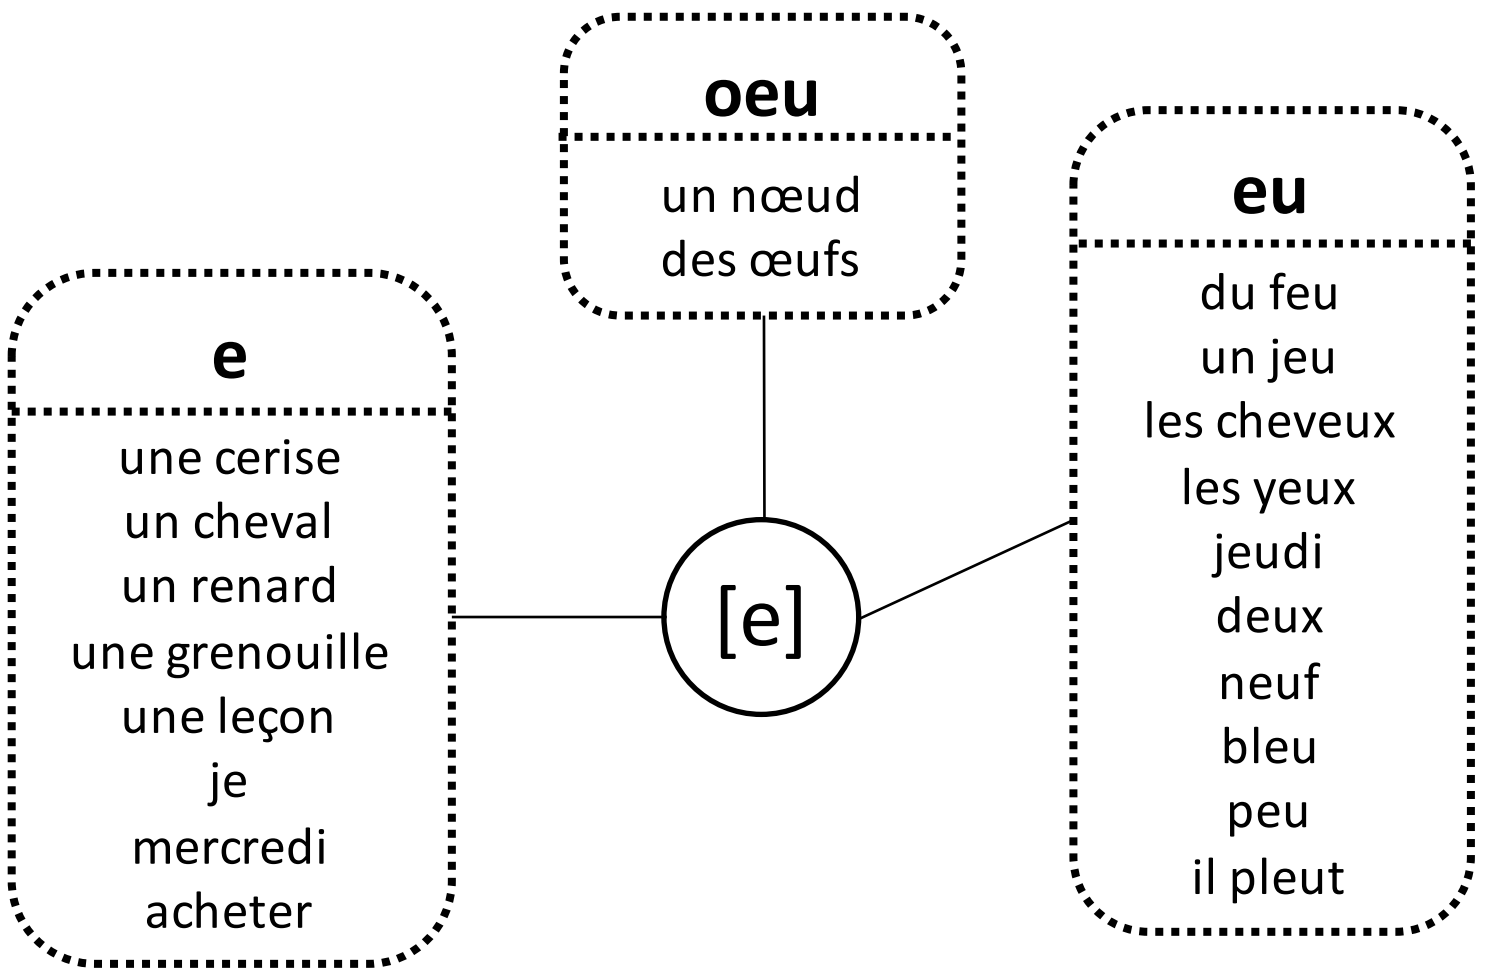 oeu
un nœud
des œufs
eu
du feu
un jeu
les cheveux
les yeux
jeudi
deux
neuf
bleu
peu
il pleut
e
une cerise
un cheval
un renard
une grenouille
une leçon
je
mercredi
acheter
[e]